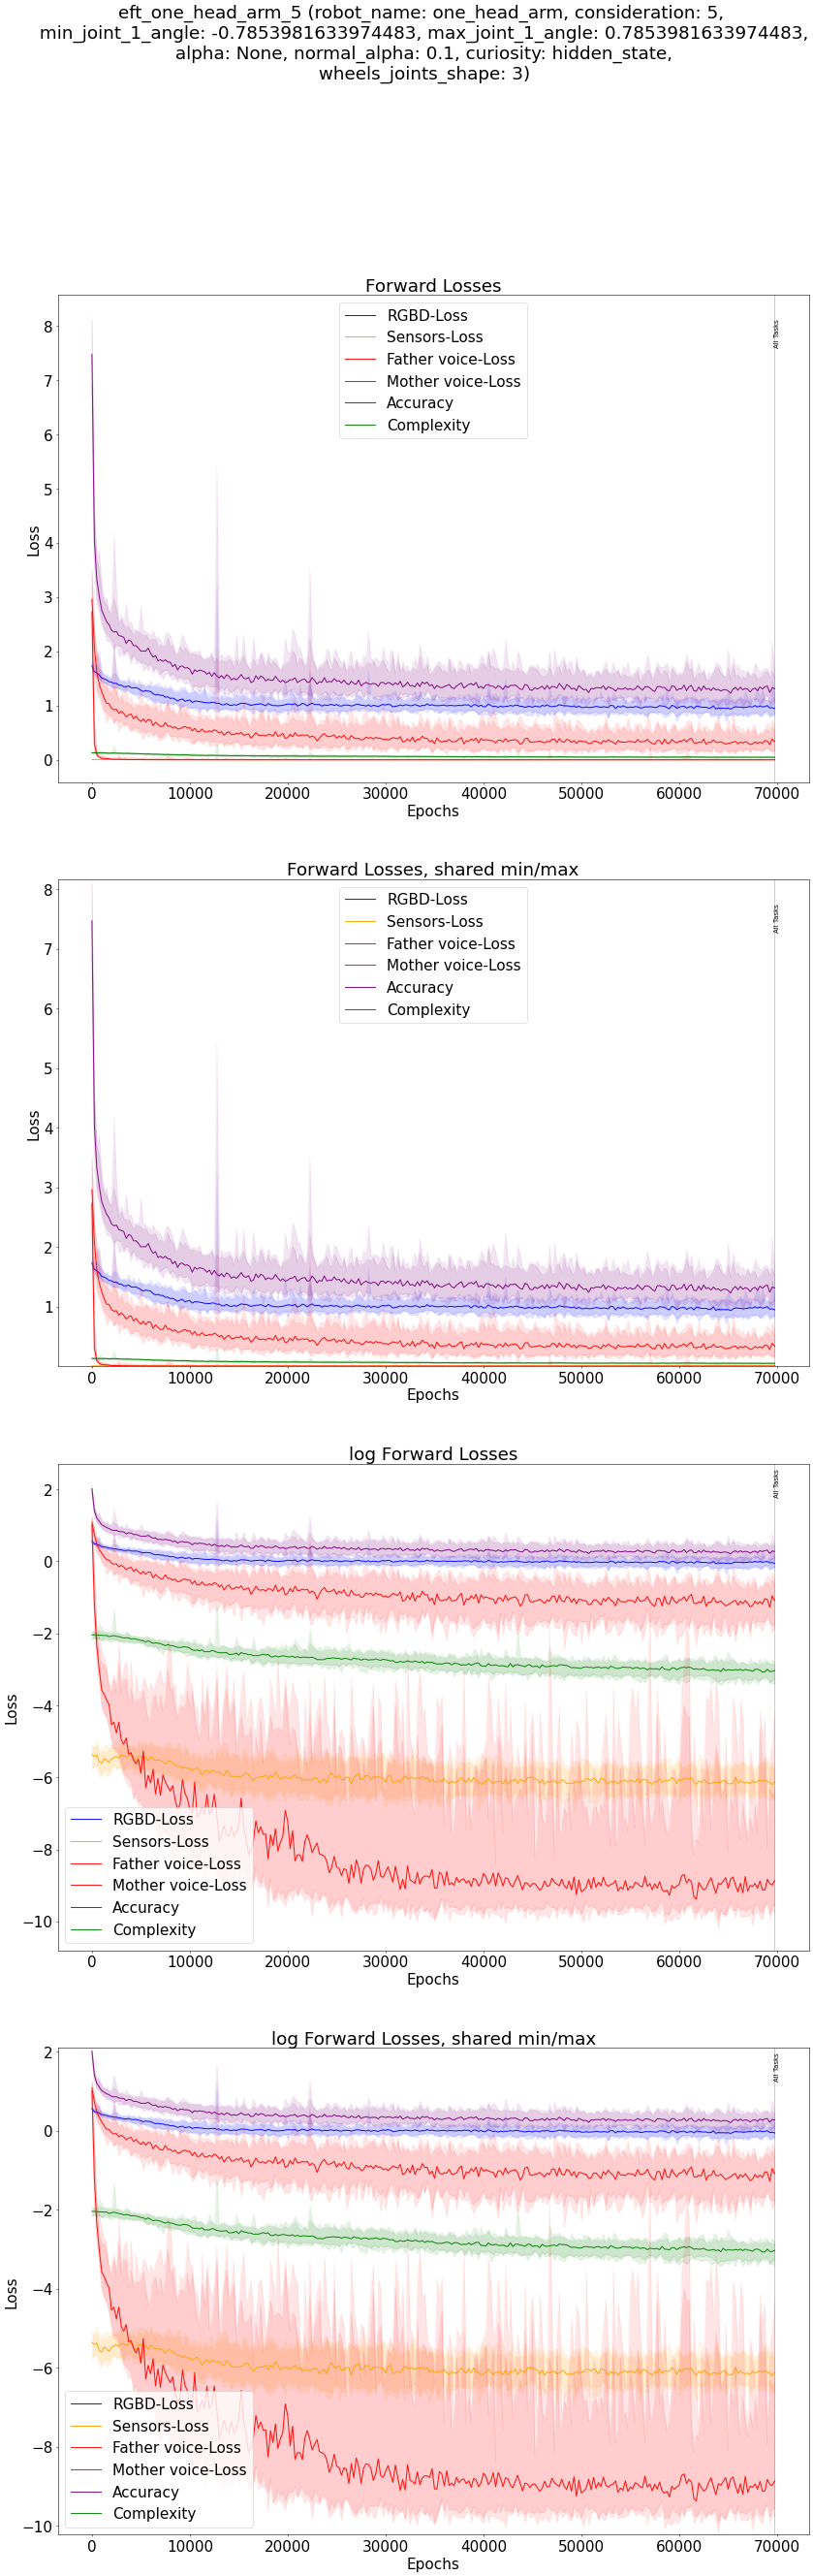 eft_one_head_arm_5 (robot_name: one_head_arm, consideration: 5,
min_joint_1_angle: -0.7853981633974483, max_joint_1_angle: 0.7853981633974483,
alpha: None, normal_alpha: 0.1, curiosity: hidden_state,
wheels_joints_shape: 3)
Forward Losses
RGBD-Loss
Sensors-Loss
Father voice-Loss
Mother voice-Loss
Accuracy
Complexity
All Tasks
8
7
6
5
4
3
2
1
0
Loss
0 10000 20000 30000 40000 50000 60000 70000
Epochs
Forward Losses, shared min/max
RGBD-Loss
Sensors-Loss
Father voice-Loss
Mother voice-Loss
Accuracy
Complexity
All Tasks
8
7
6
5
4
3
2
1
Loss
0 10000 20000 30000 40000 50000 60000 70000
Epochs
log Forward Losses
All Tasks
2
0
−2
−4
−6
−8
−10
Loss
RGBD-Loss
Sensors-Loss
Father voice-Loss
Mother voice-Loss
Accuracy
Complexity
0 10000 20000 30000 40000 50000 60000 70000
Epochs
log Forward Losses, shared min/max
All Tasks
2
0
−2
−4
−6
−8
−10
Loss
RGBD-Loss
Sensors-Loss
Father voice-Loss
Mother voice-Loss
Accuracy
Complexity
0 10000 20000 30000 40000 50000 60000 70000
Epochs